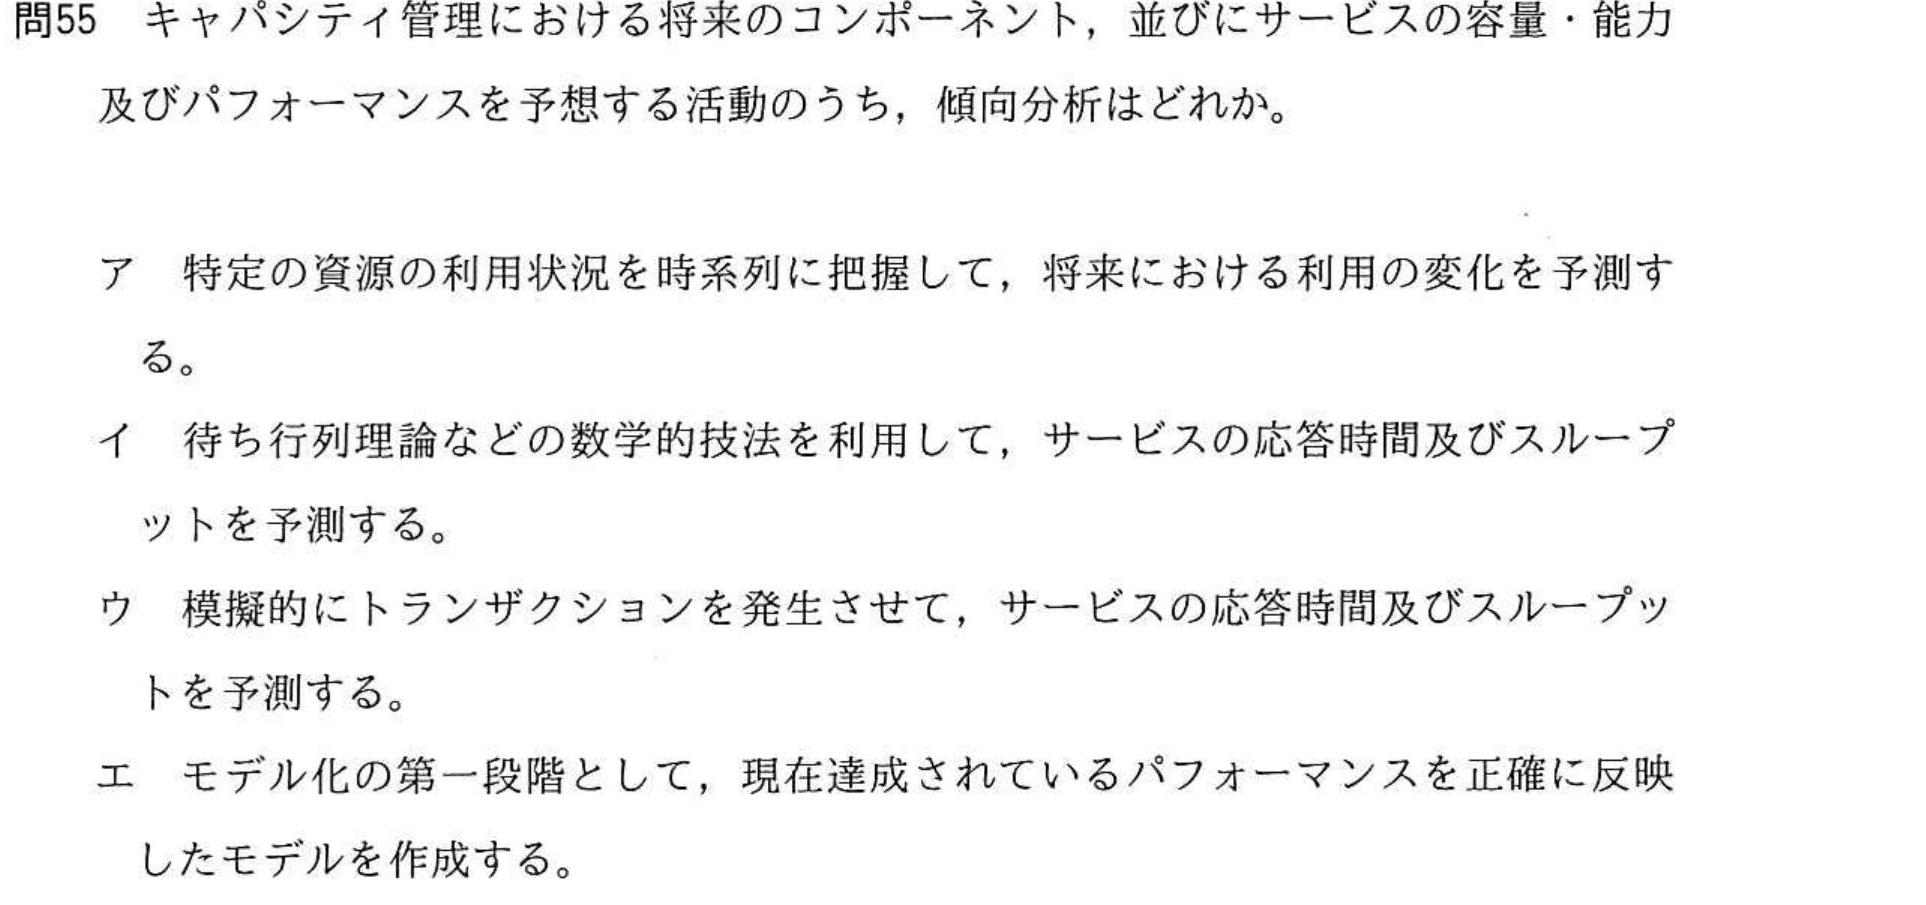 問55 キャパシティ管理における将来のコンポーネント，並びにサービスの容量・能力
及びパフォーマンスを予想する活動のうち，傾向分析はどれか。
ア 特定の資源の利用状況を時系列に把握して，将来における利用の変化を予測す
る。
イ 待ち行列理論などの数学的技法を利用して，サービスの応答時間及びスループ
ットを予測する。
ウ 模擬的にトランザクションを発生させて，サービスの応答時間及びスループッ
トを予測する。
エ モデル化の第一段階として，現在達成されているパフォーマンスを正確に反映
したモデルを作成する。